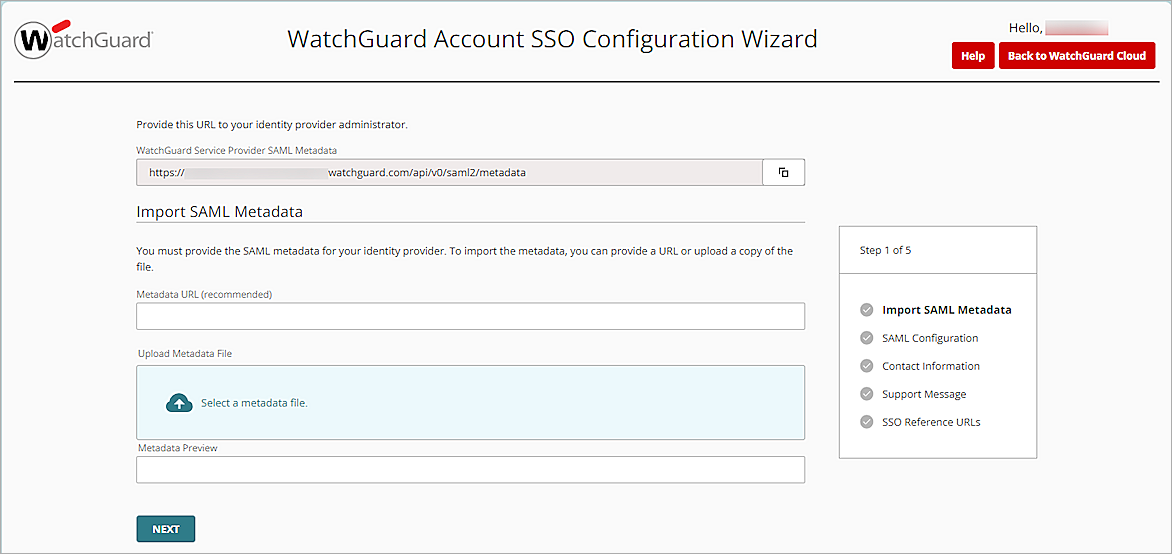 WatchGuard
WatchGuard Account SSO Configuration Wizard
Hello,
Help
Back to WatchGuard Cloud
Provide this URL to your identity provider administrator.
WatchGuard Service Provider SAML Metadata
https:// watchguard.com/api/v0/saml2/metadata
Import SAML Metadata
You must provide the SAML metadata for your identity provider. To import the metadata, you can provide a URL or upload a copy of the
file.
Metadata URL (recommended)
Upload Metadata File
Select a metadata file.
Metadata Preview
NEXT
Step 1 of 5
Import SAML Metadata
SAML Configuration
Contact Information
Support Message
SSO Reference URLs